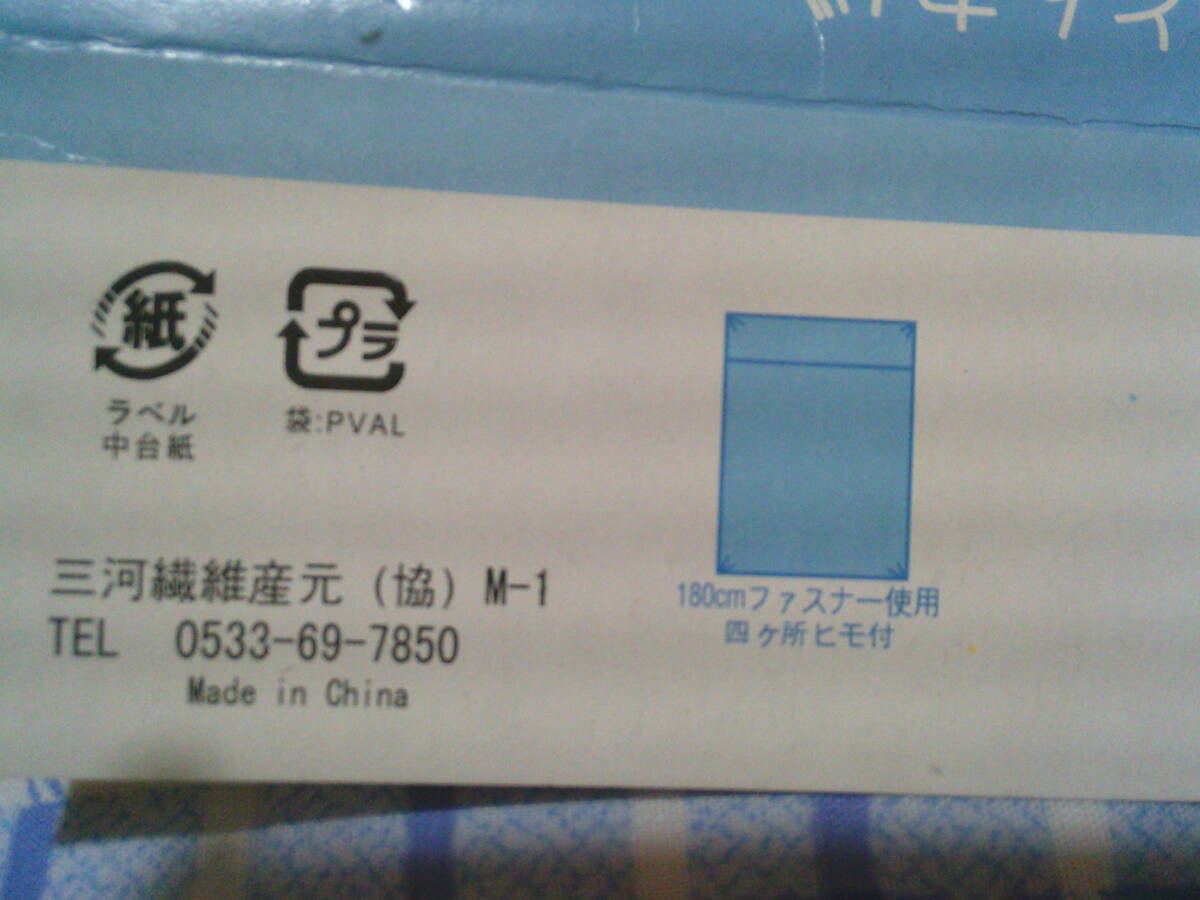 紙
プラ
ラベル
中台紙
袋:PVAL
180cmファスナー使用
四ヶ所ヒモ付
三河繊維産元(協) M-1
TEL 0533-69-7850
Made in China